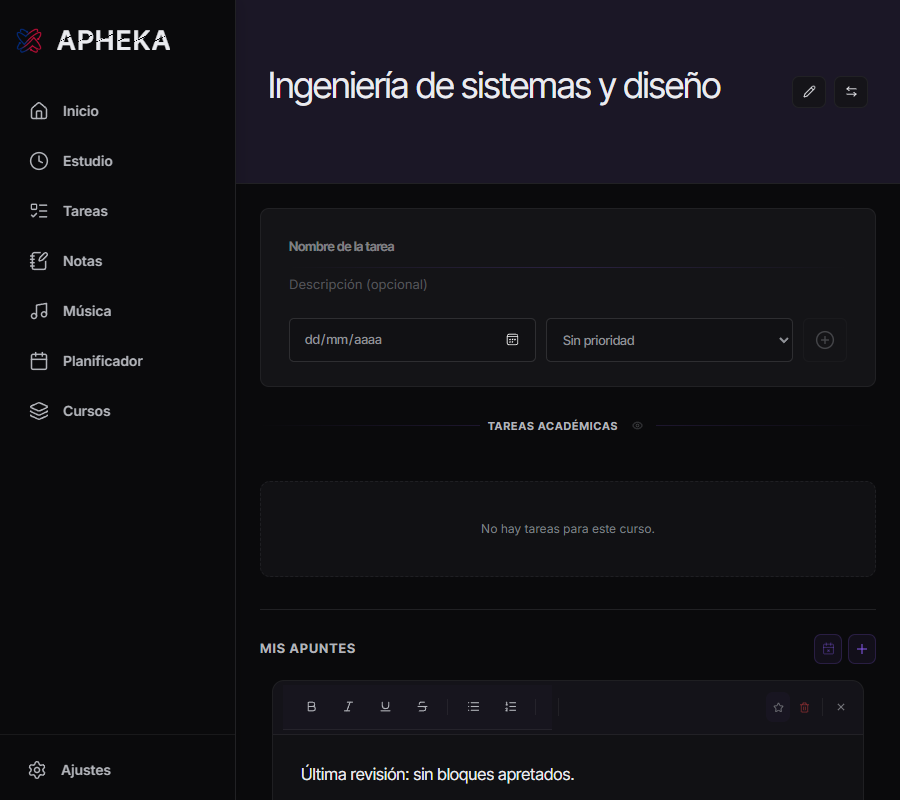 APHEKA
Inicio
Estudio
Tareas
Notas
Música
Planificador
Cursos
Ajustes
Ingeniería de sistemas y diseño
Nombre de la tarea
Descripción (opcional)
dd/mm/aaaa
Sin prioridad
TAREAS ACADÉMICAS
No hay tareas para este curso.
MIS APUNTES
B I U S
Última revisión: sin bloques apretados.